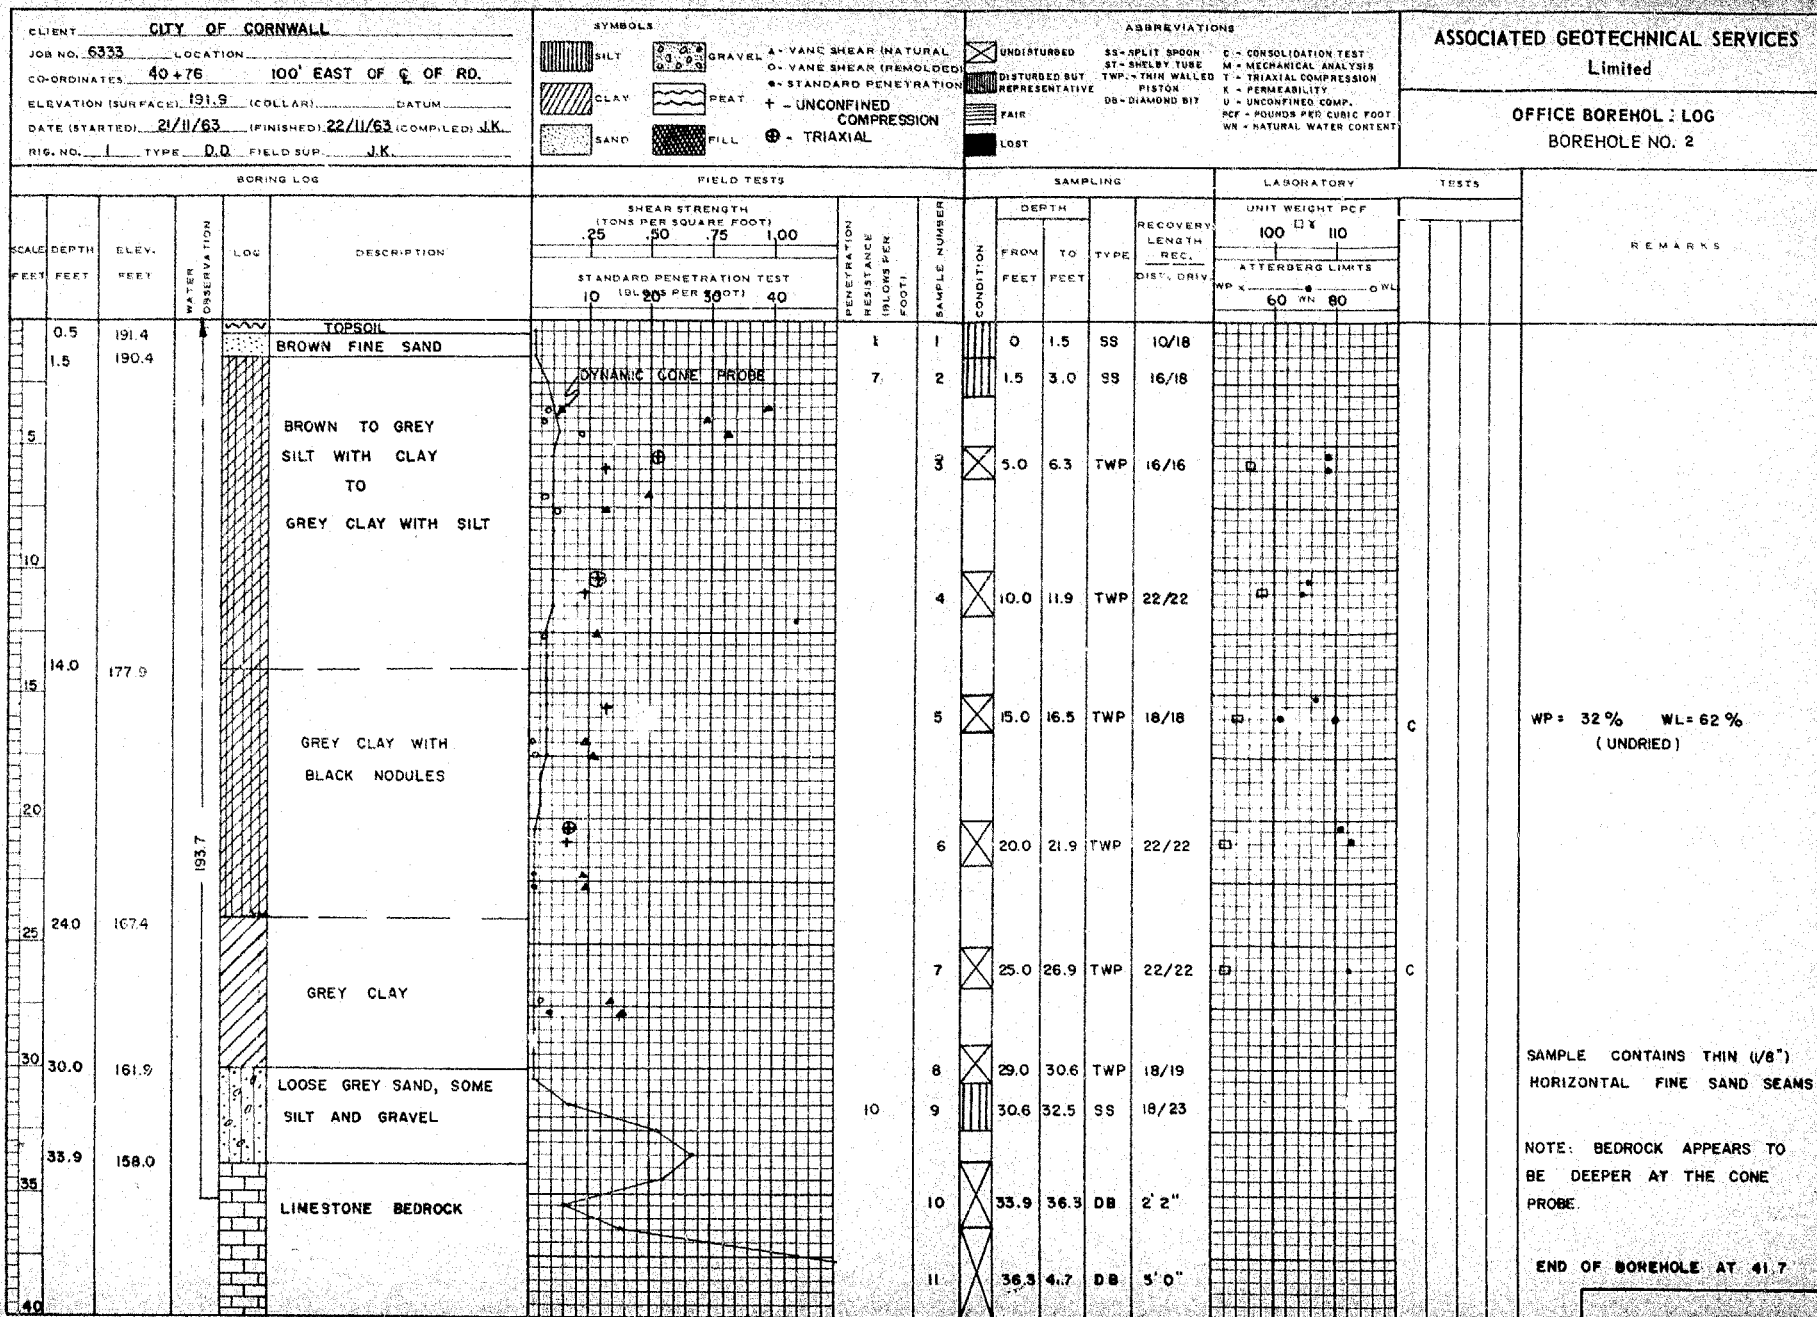 CLIENT CITY OF CORNWALL
JOB NO. 6333 LOCATION
CO-ORDINATES 40+76 100' EAST OF ℄ OF RD.
ELEVATION (SURFACE) 191.9 (COLLAR) DATUM
DATE (STARTED) 21/11/63 (FINISHED) 22/11/63 (COMPILED) J.K.
RIG. NO. 1 TYPE D.D. FIELD SUP. J.K.
SYMBOLS
SILT
GRAVEL
CLAY
PEAT
SAND
FILL
▲- VANE SHEAR (NATURAL
o- VANE SHEAR (REMOLDED)
•- STANDARD PENETRATION
+ - UNCONFINED
COMPRESSION
⊕ - TRIAXIAL
ABBREVIATIONS
UNDISTURBED
DISTURBED BUT
REPRESENTATIVE
FAIR
LOST
SS - SPLIT SPOON
ST - SHELBY TUBE
TWP. - THIN WALLED
PISTON
DB - DIAMOND BIT
C - CONSOLIDATION TEST
M - MECHANICAL ANALYSIS
T - TRIAXIAL COMPRESSION
K - PERMEABILITY
U - UNCONFINED COMP.
PCF - POUNDS PER CUBIC FOOT
WN - NATURAL WATER CONTENT
ASSOCIATED GEOTECHNICAL SERVICES
Limited
OFFICE BOREHOL : LOG
BOREHOLE NO. 2
BORING LOG
FIELD TESTS
SAMPLING
LABORATORY TESTS
SCALE FEET
DEPTH FEET
ELEV. FEET
WATER OBSERVATION
LOG
DESCRIPTION
SHEAR STRENGTH
(TONS PER SQUARE FOOT)
.25 .50 .75 1.00
STANDARD PENETRATION TEST
(BLOWS PER FOOT)
10 20 30 40
PENETRATION RESISTANCE (BLOWS PER FOOT)
SAMPLE NUMBER
CONDITION
DEPTH
FROM FEET
TO FEET
TYPE
RECOVERY
LENGTH
REC.
DIST. DRIV.
UNIT WEIGHT PCF
100 110
ATTERBERG LIMITS
WP x • o WL
60 WN 80
REMARKS
0.5 191.4 TOPSOIL
BROWN FINE SAND 1 1 0 1.5 SS 10/18
1.5 190.4
7 2 1.5 3.0 SS 16/18
DYNAMIC CONE PROBE
BROWN TO GREY
5
SILT WITH CLAY 3 5.0 6.3 TWP 16/16
TO
GREY CLAY WITH SILT
10
4 10.0 11.9 TWP 22/22
14.0 177.9
15
5 15.0 16.5 TWP 18/18 C WP = 32% WL = 62%
(UNDRIED)
GREY CLAY WITH
BLACK NODULES
20
193.7
6 20.0 21.9 TWP 22/22
24.0 167.4
25
7 25.0 26.9 TWP 22/22 C
GREY CLAY
30
30.0 161.9 8 29.0 30.6 TWP 18/19 SAMPLE CONTAINS THIN (1/8")
LOOSE GREY SAND, SOME HORIZONTAL FINE SAND SEAMS
SILT AND GRAVEL 10 9 30.6 32.5 SS 18/23
33.9 158.0 NOTE: BEDROCK APPEARS TO
35 BE DEEPER AT THE CONE
LIMESTONE BEDROCK 10 33.9 36.3 DB 2'2" PROBE.
11 36.3 41.7 DB 5'0" END OF BOREHOLE AT 41.7
40